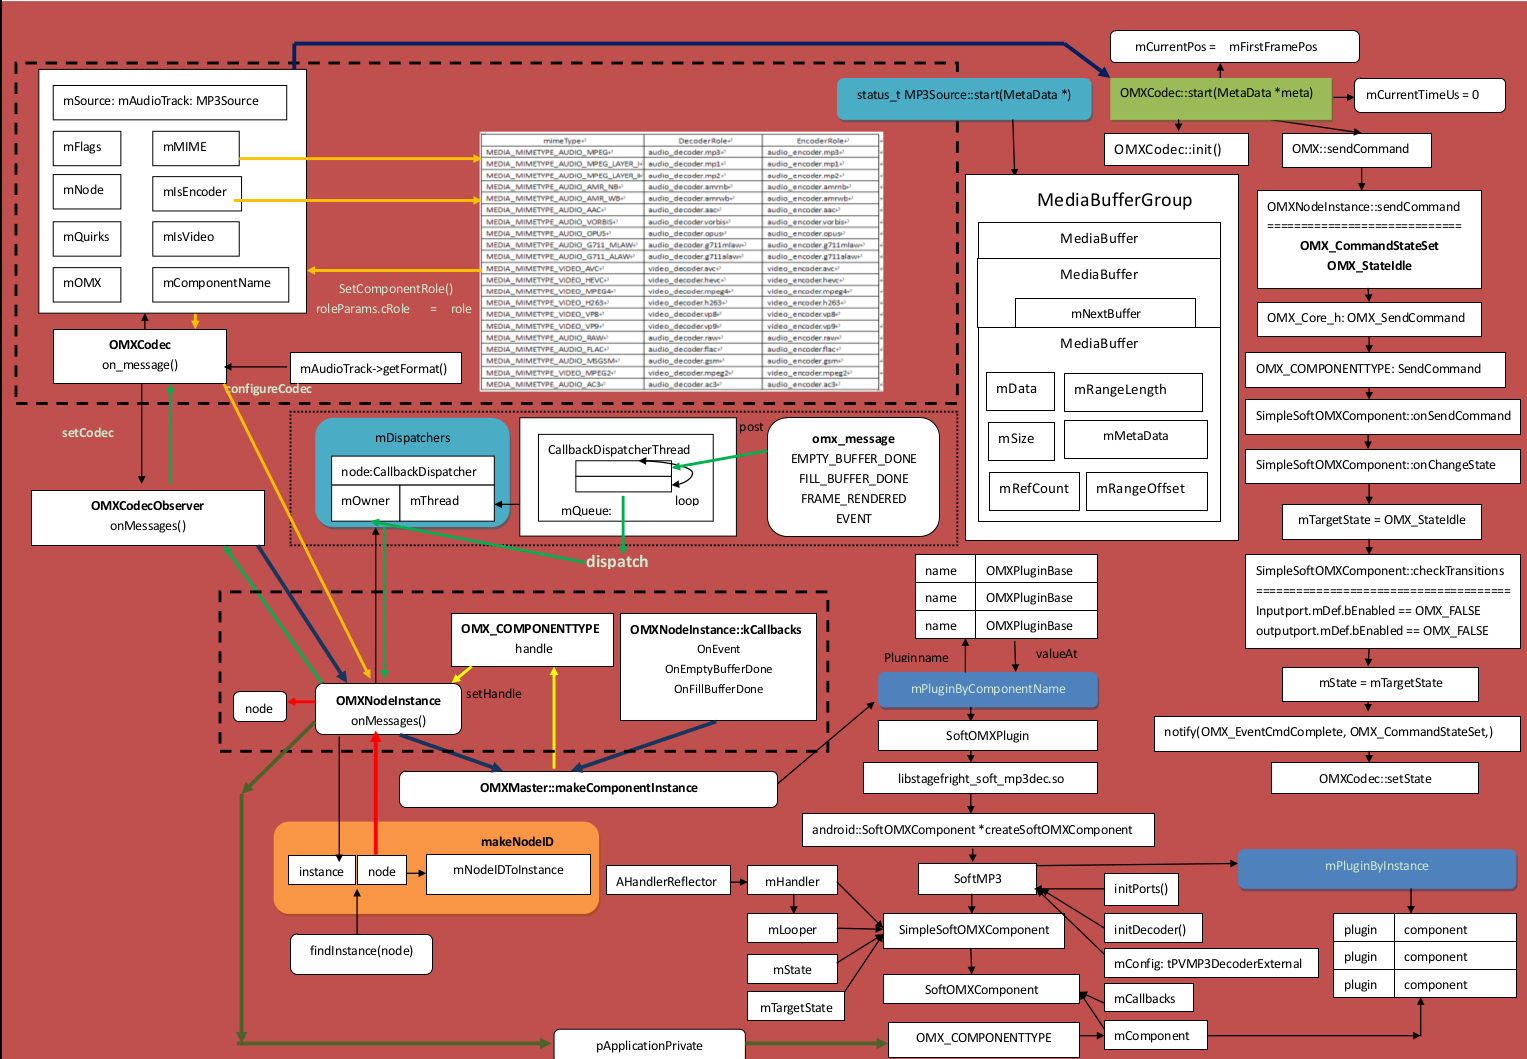 mCurrentPos = mFirstFramePos
status_t MP3Source::start(MetaData *)
OMXCodec::start(MetaData *meta)
mCurrentTimeUs = 0
OMXCodec::init()
OMX::sendCommand
mSource: mAudioTrack: MP3Source
mFlags
mMIME
mNode
mIsEncoder
mQuirks
mIsVideo
mOMX
mComponentName
mimeType DecoderRole EncoderRole
MEDIA_MIMETYPE_AUDIO_MPEG audio_decoder.mp3 audio_encoder.mp3
MEDIA_MIMETYPE_AUDIO_MPEG_LAYER_I audio_decoder.mp1 audio_encoder.mp1
MEDIA_MIMETYPE_AUDIO_MPEG_LAYER_I audio_decoder.mp2 audio_encoder.mp2
MEDIA_MIMETYPE_AUDIO_AMR_NB audio_decoder.amrnb audio_encoder.amrnb
MEDIA_MIMETYPE_AUDIO_AMR_WB audio_decoder.amrwb audio_encoder.amrwb
MEDIA_MIMETYPE_AUDIO_AAC audio_decoder.aac audio_encoder.aac
MEDIA_MIMETYPE_AUDIO_VORBIS audio_decoder.vorbis audio_encoder.vorbis
MEDIA_MIMETYPE_AUDIO_OPUS audio_decoder.opus audio_encoder.opus
MEDIA_MIMETYPE_AUDIO_G711_MLAW audio_decoder.g711mlaw audio_encoder.g711mlaw
MEDIA_MIMETYPE_AUDIO_G711_ALAW audio_decoder.g711alaw audio_encoder.g711alaw
MEDIA_MIMETYPE_VIDEO_AVC video_decoder.avc video_encoder.avc
MEDIA_MIMETYPE_VIDEO_HEVC video_decoder.hevc video_encoder.hevc
MEDIA_MIMETYPE_VIDEO_MPEG4 video_decoder.mpeg4 video_encoder.mpeg4
MEDIA_MIMETYPE_VIDEO_H263 video_decoder.h263 video_encoder.h263
MEDIA_MIMETYPE_VIDEO_VP8 video_decoder.vp8 video_encoder.vp8
MEDIA_MIMETYPE_VIDEO_VP9 video_decoder.vp9 video_encoder.vp9
MEDIA_MIMETYPE_AUDIO_RAW audio_decoder.raw audio_encoder.raw
MEDIA_MIMETYPE_AUDIO_FLAC audio_decoder.flac audio_encoder.flac
MEDIA_MIMETYPE_AUDIO_MSGSM audio_decoder.gsm audio_encoder.gsm
MEDIA_MIMETYPE_VIDEO_MPEG2 video_decoder.mpeg2 video_encoder.mpeg2
MEDIA_MIMETYPE_AUDIO_AC3 audio_decoder.ac3 audio_encoder.ac3
SetComponentRole()
roleParams.cRole = role
OMXCodec
on_message()
mAudioTrack->getFormat()
configureCodec
setCodec
OMXCodecObserver
onMessages()
mDispatchers
node:CallbackDispatcher
mOwner
mThread
CallbackDispatcherThread
loop
mQueue:
post
omx_message
EMPTY_BUFFER_DONE
FILL_BUFFER_DONE
FRAME_RENDERED
EVENT
dispatch
MediaBufferGroup
MediaBuffer
MediaBuffer
mNextBuffer
MediaBuffer
mData
mRangeLength
mSize
mMetaData
mRefCount
mRangeOffset
OMXNodeInstance::sendCommand
=============================
OMX_CommandStateSet
OMX_StateIdle
OMX_Core_h: OMX_SendCommand
OMX_COMPONENTTYPE: SendCommand
SimpleSoftOMXComponent::onSendCommand
SimpleSoftOMXComponent::onChangeState
mTargetState = OMX_StateIdle
SimpleSoftOMXComponent::checkTransitions
======================================
Inputport.mDef.bEnabled == OMX_FALSE
outputport.mDef.bEnabled == OMX_FALSE
mState = mTargetState
notify(OMX_EventCmdComplete, OMX_CommandStateSet,)
OMXCodec::setState
OMX_COMPONENTTYPE
handle
OMXNodeInstance::kCallbacks
OnEvent
OnEmptyBufferDone
OnFillBufferDone
setHandle
node
OMXNodeInstance
onMessages()
OMXMaster::makeComponentInstance
makeNodeID
instance
node
mNodeIDToInstance
findInstance(node)
name OMXPluginBase
name OMXPluginBase
name OMXPluginBase
Pluginname
valueAt
mPluginByComponentName
SoftOMXPlugin
libstagefright_soft_mp3dec.so
android::SoftOMXComponent *createSoftOMXComponent
SoftMP3
mPluginByInstance
AHandlerReflector
mHandler
mLooper
mState
mTargetState
SimpleSoftOMXComponent
SoftOMXComponent
initPorts()
initDecoder()
mConfig: tPVMP3DecoderExternal
mCallbacks
mComponent
plugin component
plugin component
plugin component
pApplicationPrivate
OMX_COMPONENTTYPE